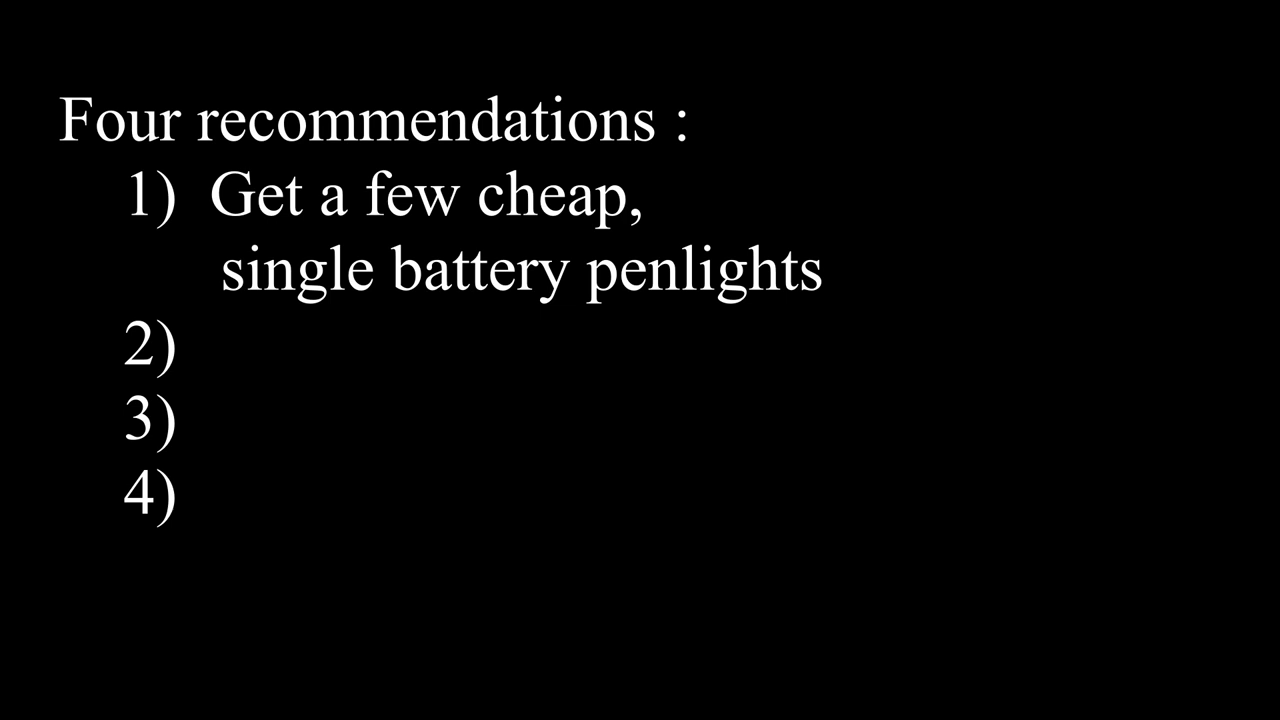 Four recommendations :
1) Get a few cheap,
single battery penlights
2)
3)
4)